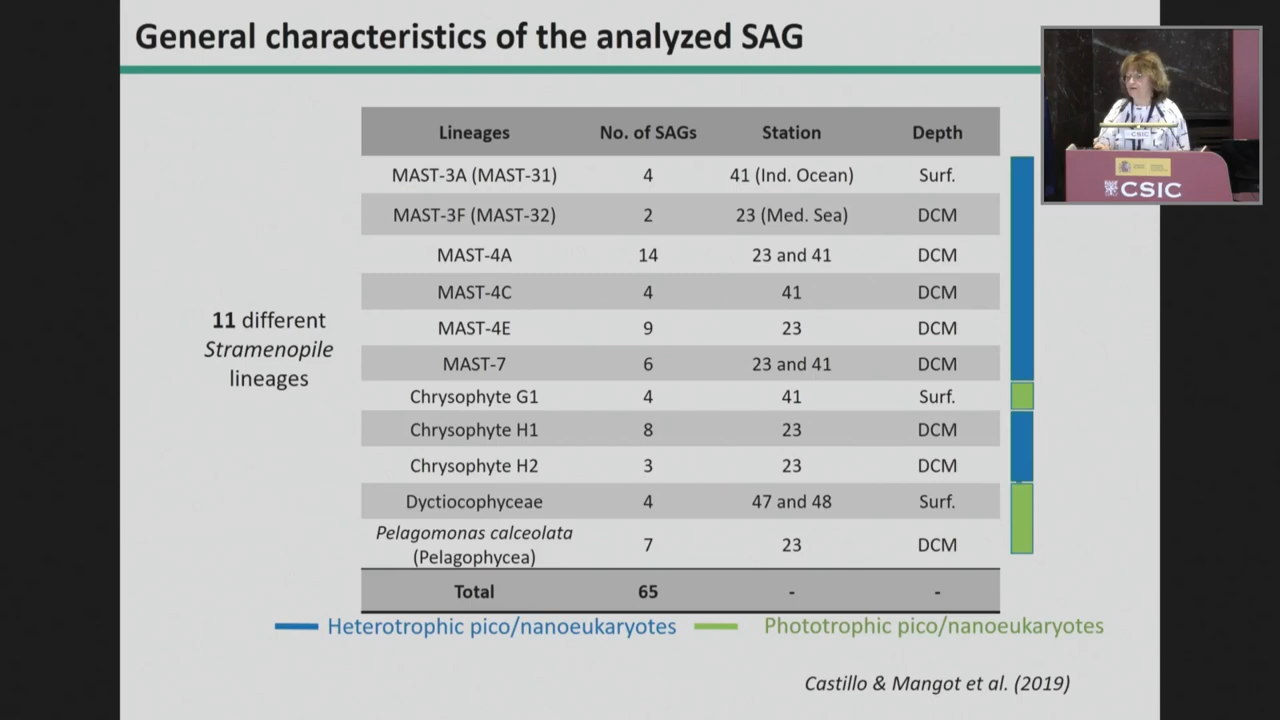 General characteristics of the analyzed SAG
Lineages No. of SAGs Station Depth
MAST-3A (MAST-31) 4 41 (Ind. Ocean) Surf.
MAST-3F (MAST-32) 2 23 (Med. Sea) DCM
MAST-4A 14 23 and 41 DCM
MAST-4C 4 41 DCM
MAST-4E 9 23 DCM
MAST-7 6 23 and 41 DCM
Chrysophyte G1 4 41 Surf.
Chrysophyte H1 8 23 DCM
Chrysophyte H2 3 23 DCM
Dyctiocophyceae 4 47 and 48 Surf.
Pelagomonas calceolata
(Pelagophycea) 7 23 DCM
Total 65 - -
11 different
Stramenopile
lineages
Heterotrophic pico/nanoeukaryotes Phototrophic pico/nanoeukaryotes
Castillo & Mangot et al. (2019)
CSIC
CSIC